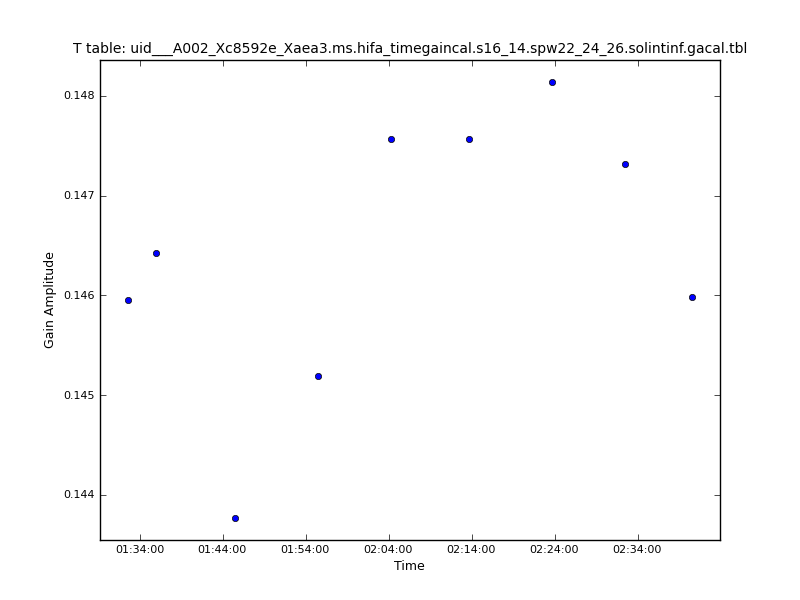 T table: uid___A002_Xc8592e_Xaea3.ms.hifa_timegaincal.s16_14.spw22_24_26.solintinf.gacal.tbl
0.148
0.147
0.146
0.145
0.144
Gain Amplitude
01:34:00 01:44:00 01:54:00 02:04:00 02:14:00 02:24:00 02:34:00
Time